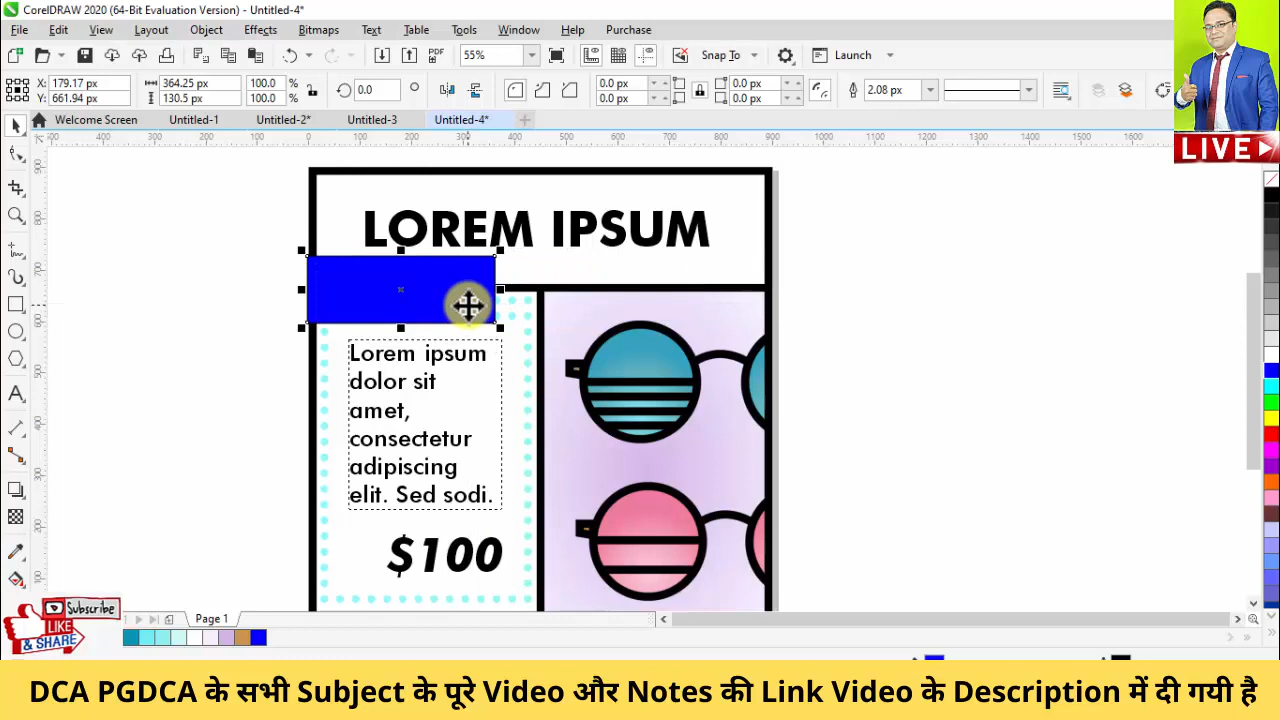 CorelDRAW 2020 (64-Bit Evaluation Version) - Untitled-4*
File Edit View Layout Object Effects Bitmaps Text Table Tools Window Help Purchase
PDF 55% Snap To Launch
X: 179.17 px 364.25 px 100.0 % 0.0 0.0 px 0.0 px 2.08 px
Y: 661.94 px 130.5 px 100.0 % 0.0 px 0.0 px
Welcome Screen Untitled-1 Untitled-2* Untitled-3 Untitled-4*
LIVE
LOREM IPSUM
Lorem ipsum
dolor sit
amet,
consectetur
adipiscing
elit. Sed sodi.
$100
Page 1
Subscribe
LIKE
& SHARE
DCA PGDCA के सभी Subject के पूरे Video और Notes की Link Video के Description में दी गयी है